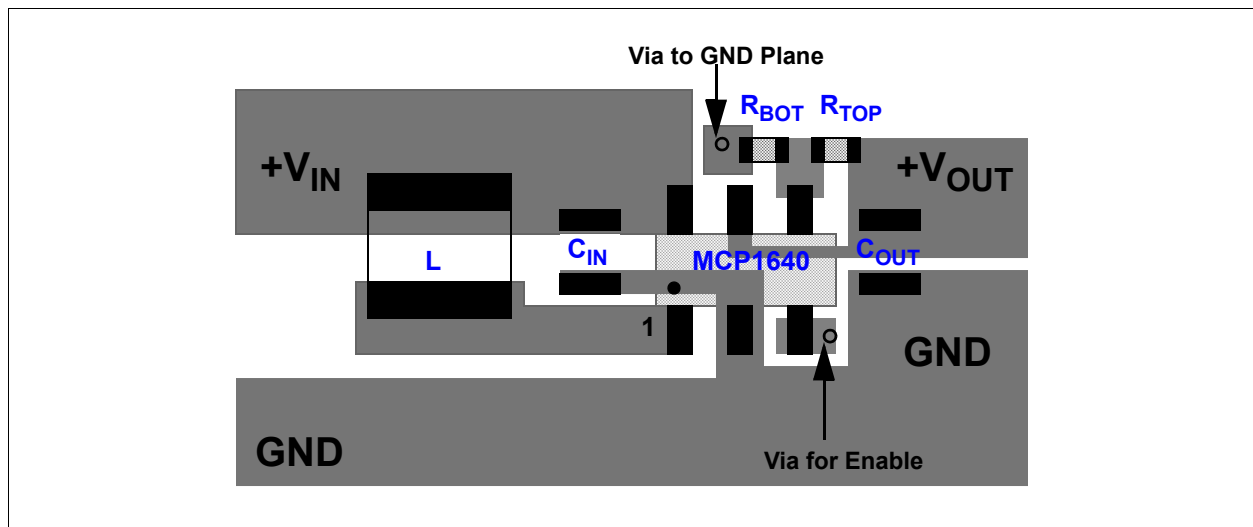 Via to GND Plane
RBOT
RTOP
+VIN
+VOUT
L
CIN
MCP1640
COUT
1
GND
GND
Via for Enable